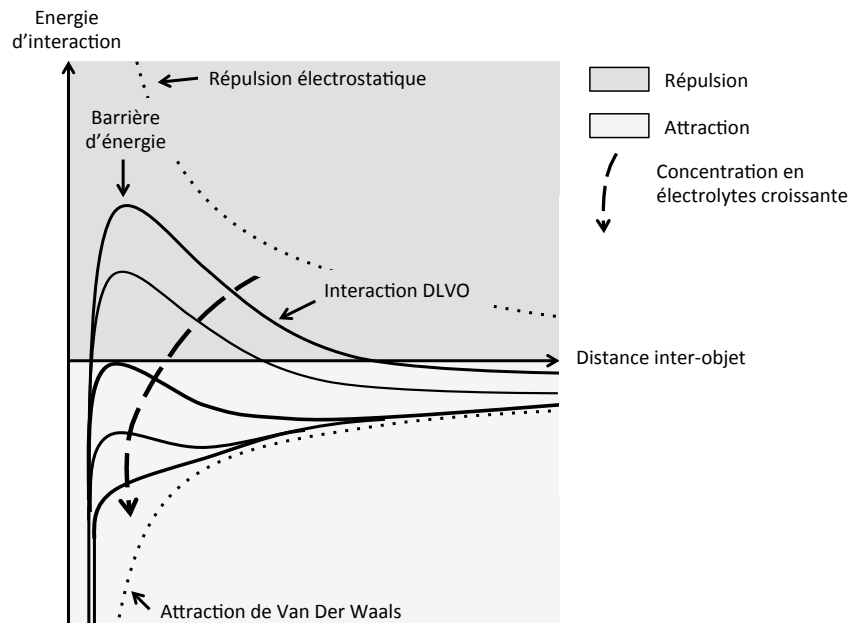 Energie
d’interaction
Répulsion électrostatique
Répulsion
Barrière
d’énergie
Attraction
Concentration en
électrolytes croissante
Interaction DLVO
Distance inter-objet
Attraction de Van Der Waals